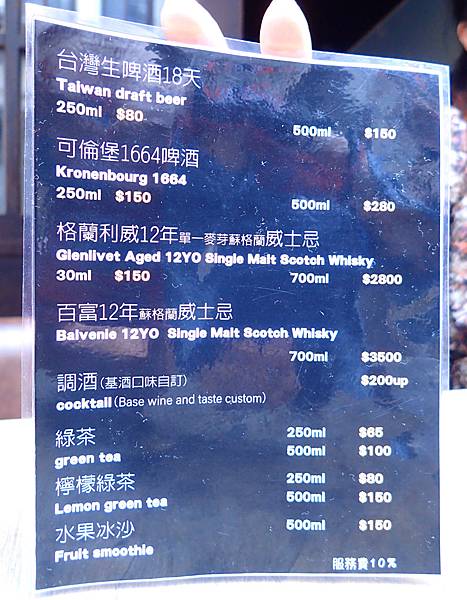 台灣生啤酒18天
Taiwan draft beer
250ml $80
500ml $150
可倫堡1664啤酒
Kronenbourg 1664
250ml $150
500ml $280
格蘭利威12年單一麥芽蘇格蘭威士忌
Glenlivet Aged 12YO Single Malt Scotch Whisky
30ml $150
700ml $2800
百富12年蘇格蘭威士忌
Balvenie 12YO Single Malt Scotch Whisky
700ml $3500
調酒(基酒口味自訂) $200up
cocktail(Base wine and taste custom)
綠茶 250ml $65
green tea 500ml $100
檸檬綠茶 250ml $80
Lemon green tea 500ml $150
水果冰沙 500ml $150
Fruit smoothie
服務費10%